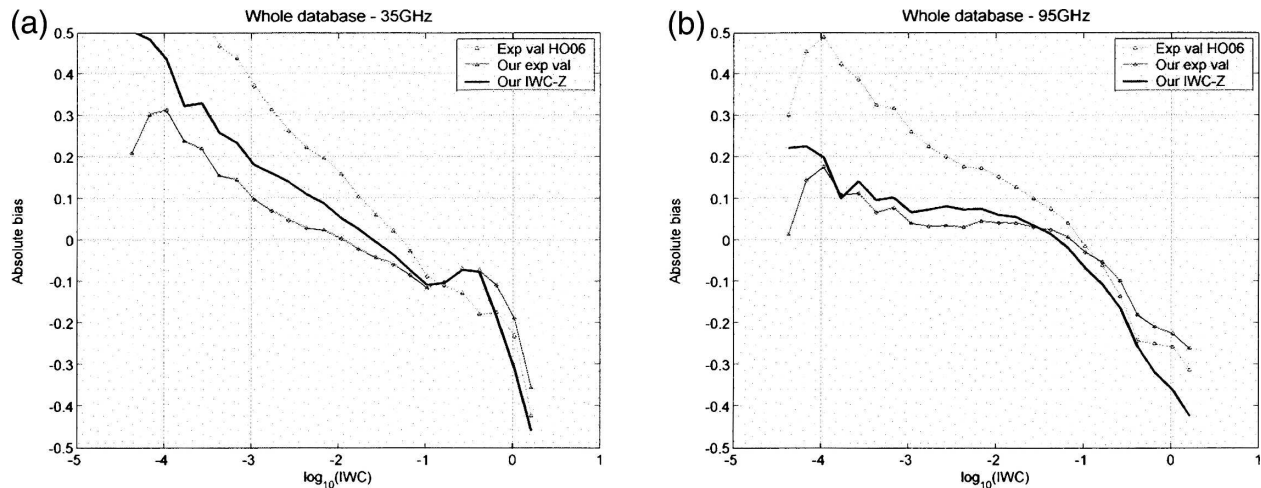 (a)
Whole database - 35GHz
Exp val HO06
Our exp val
Our IWC-Z
Absolute bias
0.5
0.4
0.3
0.2
0.1
0
-0.1
-0.2
-0.3
-0.4
-0.5
-5
-4
-3
-2
-1
0
1
log10(IWC)
(b)
Whole database - 95GHz
Exp val HO06
Our exp val
Our IWC-Z
Absolute bias
0.5
0.4
0.3
0.2
0.1
0
-0.1
-0.2
-0.3
-0.4
-0.5
-5
-4
-3
-2
-1
0
1
log10(IWC)